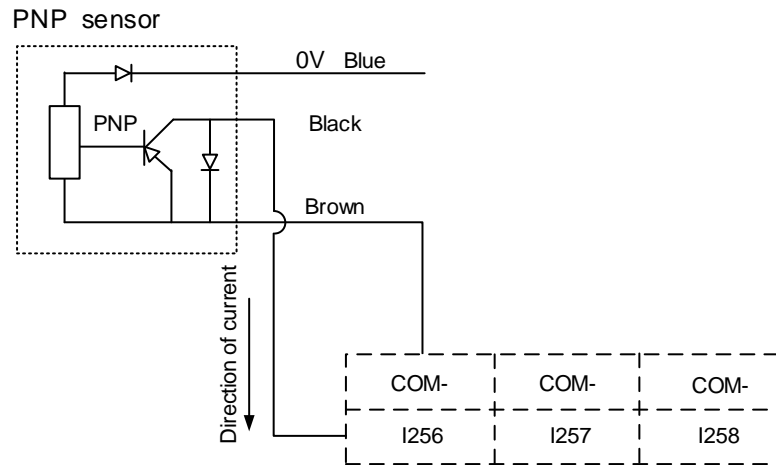 PNP sensor
0V Blue
PNP
Black
Brown
Direction of current
COM- COM- COM-
I256 I257 I258